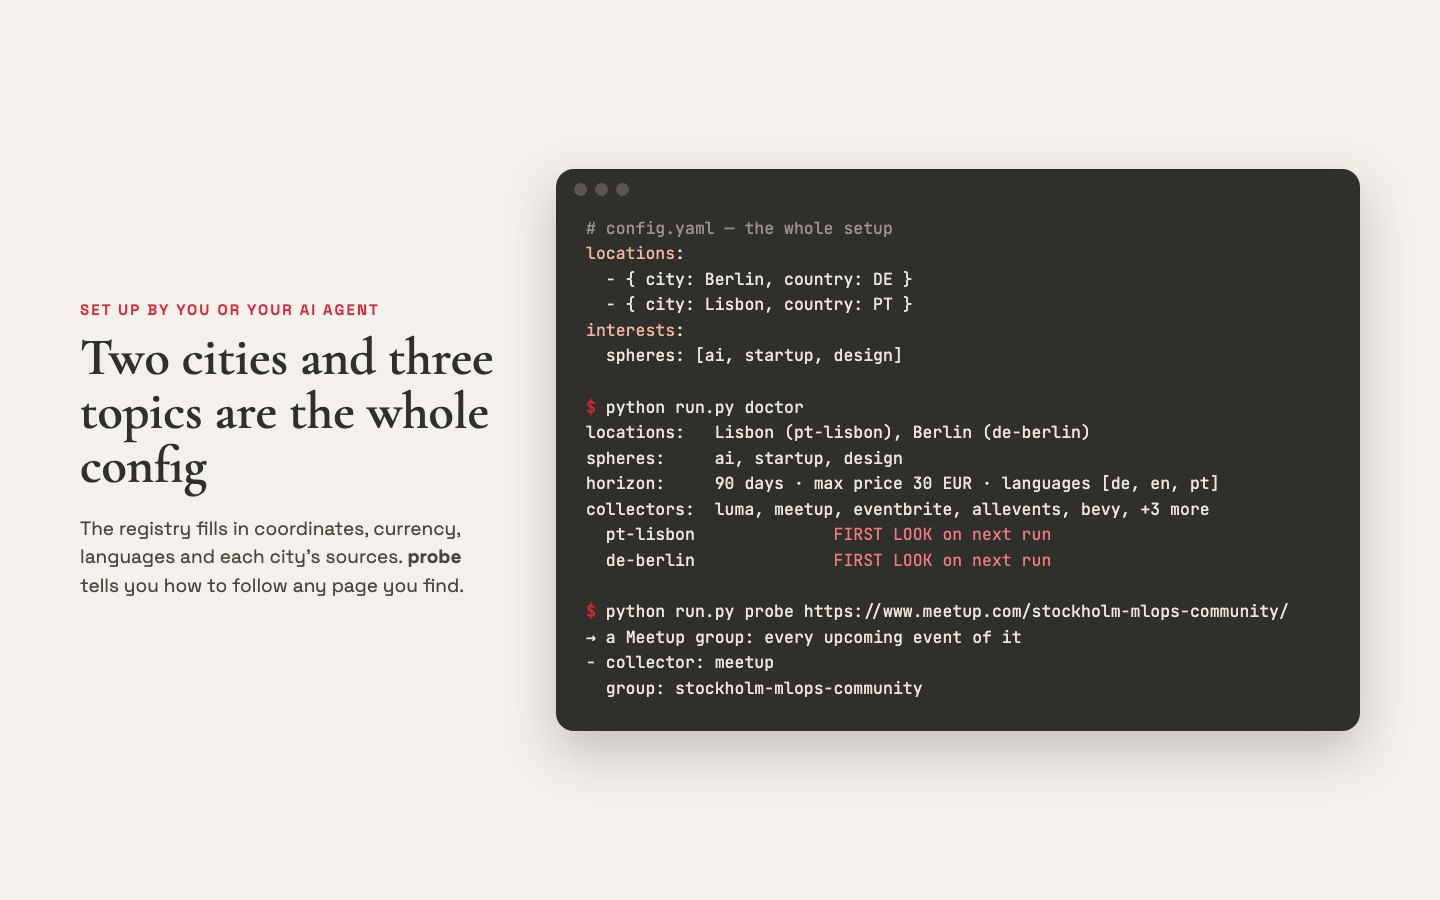 SET UP BY YOU OR YOUR AI AGENT
Two cities and three
topics are the whole
config
The registry fills in coordinates, currency,
languages and each city’s sources. probe
tells you how to follow any page you find.
# config.yaml — the whole setup
locations:
  - { city: Berlin, country: DE }
  - { city: Lisbon, country: PT }
interests:
  spheres: [ai, startup, design]
$ python run.py doctor
locations:   Lisbon (pt-lisbon), Berlin (de-berlin)
spheres:     ai, startup, design
horizon:     90 days · max price 30 EUR · languages [de, en, pt]
collectors:  luma, meetup, eventbrite, allevents, bevy, +3 more
  pt-lisbon              FIRST LOOK on next run
  de-berlin              FIRST LOOK on next run
$ python run.py probe https://www.meetup.com/stockholm-mlops-community/
→ a Meetup group: every upcoming event of it
- collector: meetup
  group: stockholm-mlops-community